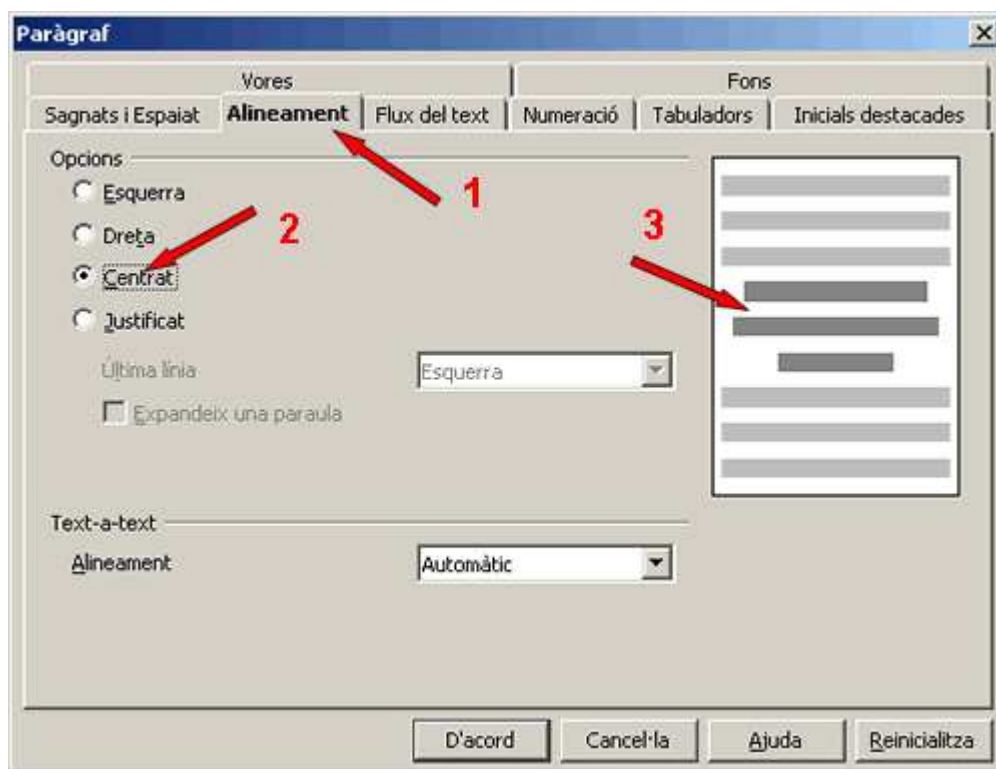 Paràgraf
Vores Fons
Sagnats i Espaiat Alineament Flux del text Numeració Tabuladors Inicials destacades
Opcions
Esquerra
1
2
Dreta
3
Centrat
Justificat
Última línia Esquerra
Expandeix una paraula
Text-a-text
Alineament Automàtic
D'acord Cancel·la Ajuda Reinicialitza